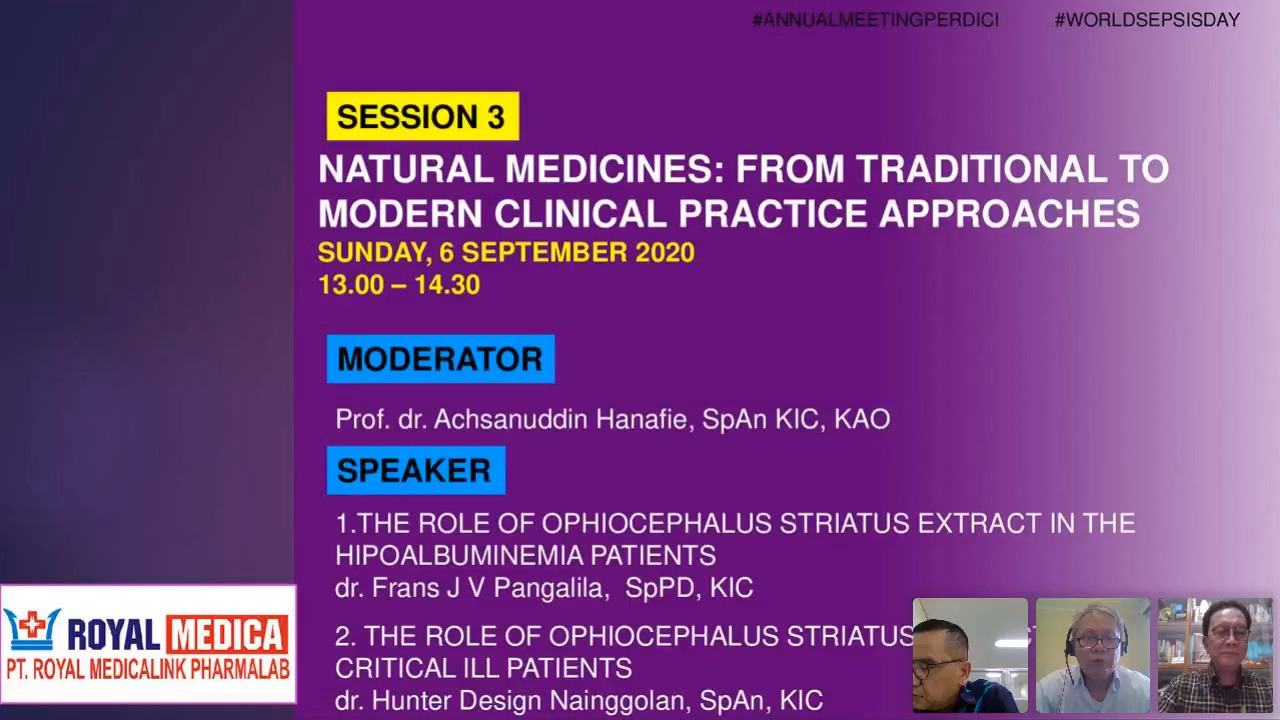 #ANNUALMEETINGPERDICI #WORLDSEPSISDAY
SESSION 3
NATURAL MEDICINES: FROM TRADITIONAL TO
MODERN CLINICAL PRACTICE APPROACHES
SUNDAY, 6 SEPTEMBER 2020
13.00 – 14.30
MODERATOR
Prof. dr. Achsanuddin Hanafie, SpAn KIC, KAO
SPEAKER
1.THE ROLE OF OPHIOCEPHALUS STRIATUS EXTRACT IN THE
HIPOALBUMINEMIA PATIENTS
dr. Frans J V Pangalila, SpPD, KIC
2. THE ROLE OF OPHIOCEPHALUS STRIATUS
CRITICAL ILL PATIENTS
dr. Hunter Design Nainggolan, SpAn, KIC
ROYAL MEDICA
PT. ROYAL MEDICALINK PHARMALAB